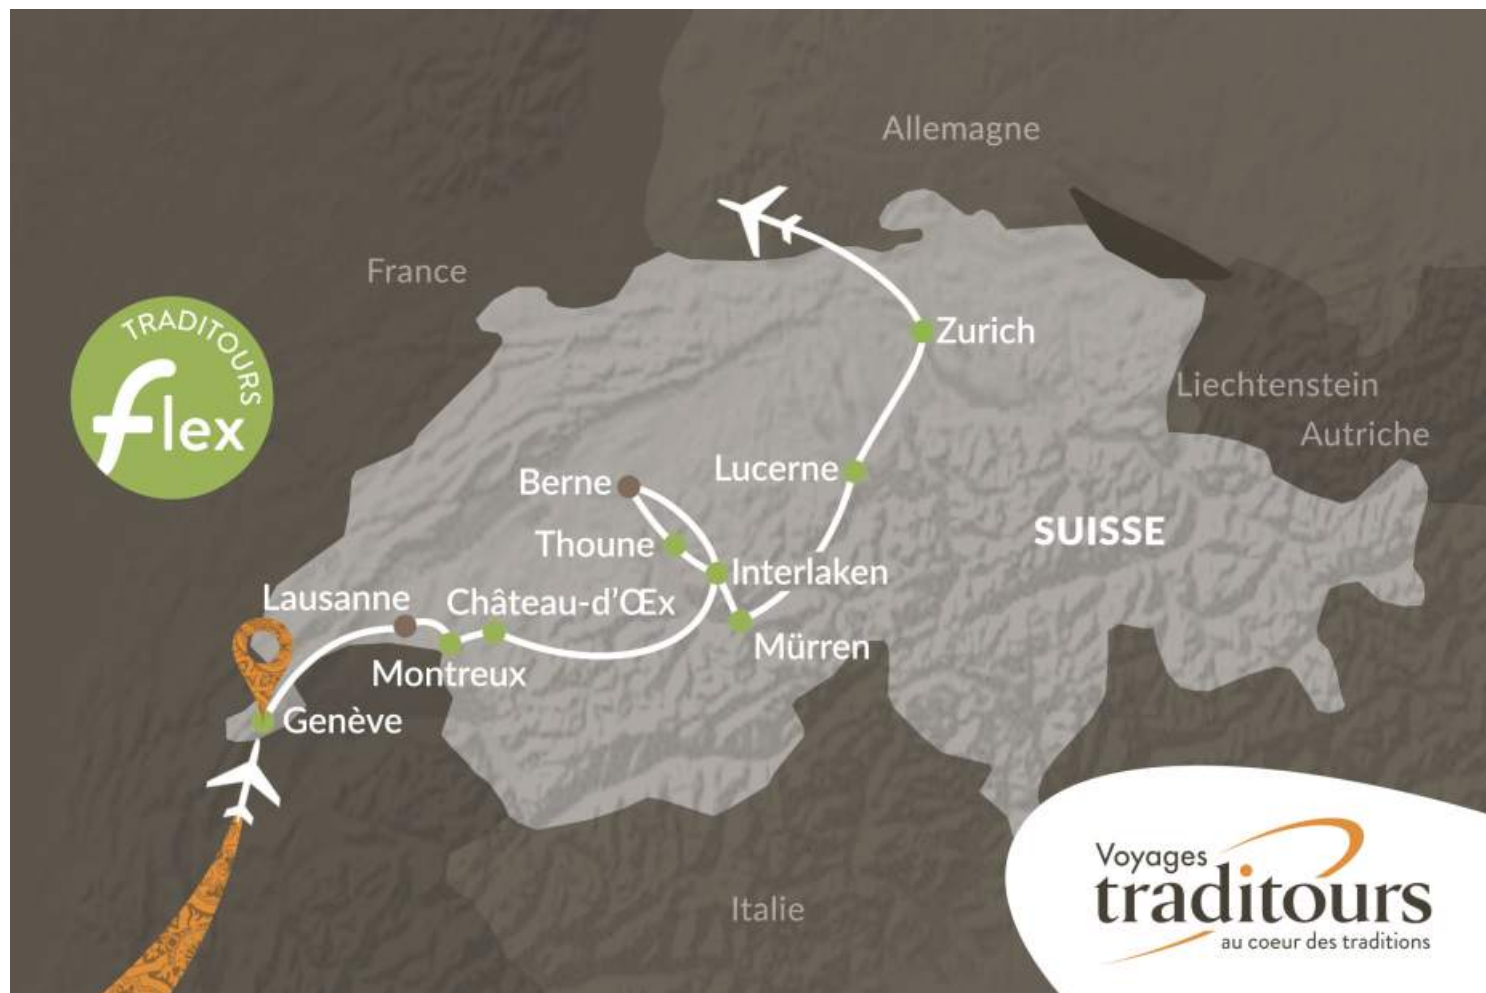 Allemagne
France
TRADITOURS
flex
Zurich
Liechtenstein
Autriche
Berne
Lucerne
SUISSE
Thoune
Interlaken
Lausanne
Château-d'Œx
Mürren
Montreux
Genève
Italie
Voyages
traditours
au coeur des traditions